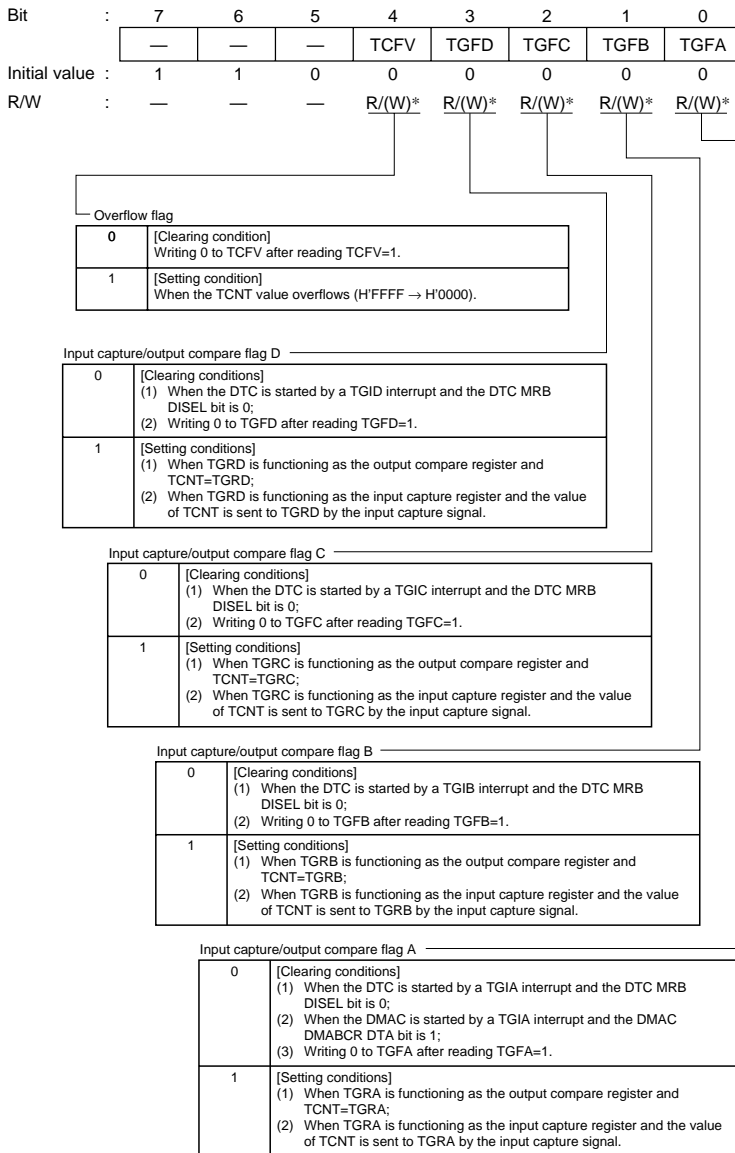 Bit : 7 6 5 4 3 2 1 0
— — — TCFV TGFD TGFC TGFB TGFA
Initial value : 1 1 0 0 0 0 0 0
R/W : — — — R/(W)* R/(W)* R/(W)* R/(W)* R/(W)*
Overflow flag
0 [Clearing condition]
Writing 0 to TCFV after reading TCFV=1.
1 [Setting condition]
When the TCNT value overflows (H'FFFF → H'0000).
Input capture/output compare flag D
0 [Clearing conditions]
(1) When the DTC is started by a TGID interrupt and the DTC MRB
DISEL bit is 0;
(2) Writing 0 to TGFD after reading TGFD=1.
1 [Setting conditions]
(1) When TGRD is functioning as the output compare register and
TCNT=TGRD;
(2) When TGRD is functioning as the input capture register and the value
of TCNT is sent to TGRD by the input capture signal.
Input capture/output compare flag C
0 [Clearing conditions]
(1) When the DTC is started by a TGIC interrupt and the DTC MRB
DISEL bit is 0;
(2) Writing 0 to TGFC after reading TGFC=1.
1 [Setting conditions]
(1) When TGRC is functioning as the output compare register and
TCNT=TGRC;
(2) When TGRC is functioning as the input capture register and the value
of TCNT is sent to TGRC by the input capture signal.
Input capture/output compare flag B
0 [Clearing conditions]
(1) When the DTC is started by a TGIB interrupt and the DTC MRB
DISEL bit is 0;
(2) Writing 0 to TGFB after reading TGFB=1.
1 [Setting conditions]
(1) When TGRB is functioning as the output compare register and
TCNT=TGRB;
(2) When TGRB is functioning as the input capture register and the value
of TCNT is sent to TGRB by the input capture signal.
Input capture/output compare flag A
0 [Clearing conditions]
(1) When the DTC is started by a TGIA interrupt and the DTC MRB
DISEL bit is 0;
(2) When the DMAC is started by a TGIA interrupt and the DMAC
DMABCR DTA bit is 1;
(3) Writing 0 to TGFA after reading TGFA=1.
1 [Setting conditions]
(1) When TGRA is functioning as the output compare register and
TCNT=TGRA;
(2) When TGRA is functioning as the input capture register and the value
of TCNT is sent to TGRA by the input capture signal.